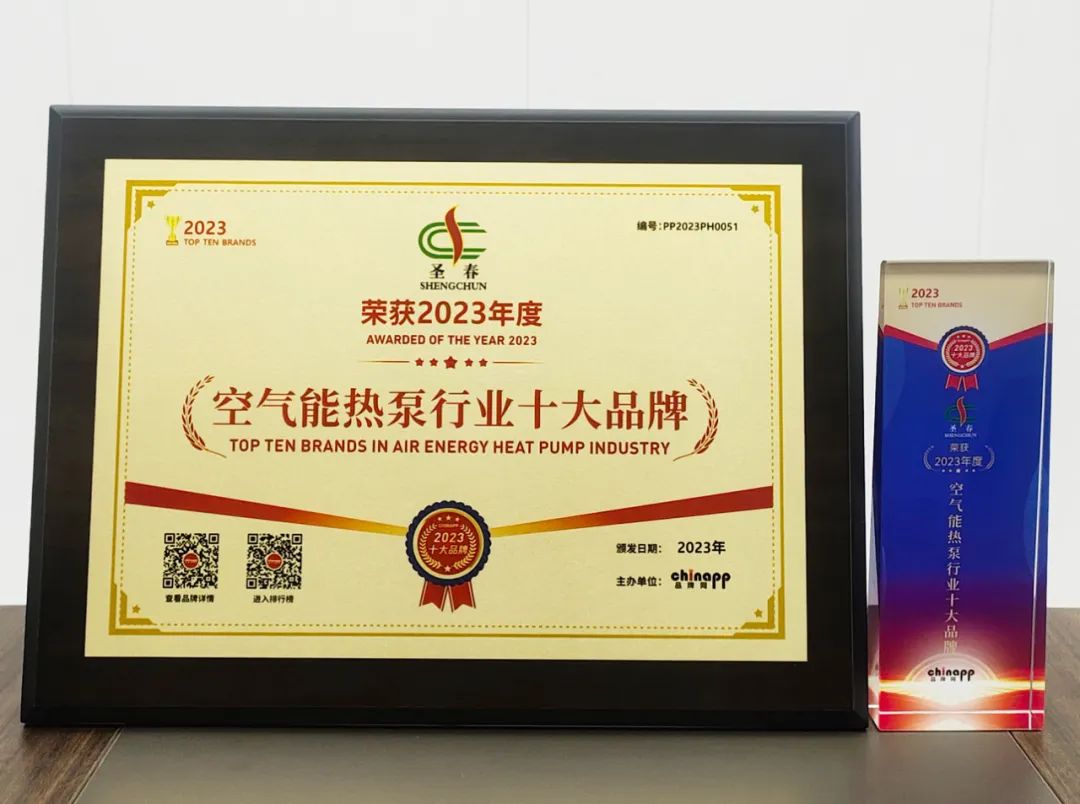 2023
TOP TEN BRANDS
编号:PP2023PH0051
圣春
SHENGCHUN
荣获2023年度
AWARDED OF THE YEAR 2023
空气能热泵行业十大品牌
TOP TEN BRANDS IN AIR ENERGY HEAT PUMP INDUSTRY
CHINAPP
2023
十大品牌
查看品牌详情
进入排行榜
颁发日期: 2023年
主办单位: chinapp
品牌网
2023
TOP TEN BRANDS
2023
十大品牌
圣春
SHENGCHUN
荣获
2023年度
空气能热泵行业十大品牌
chinapp
品牌网